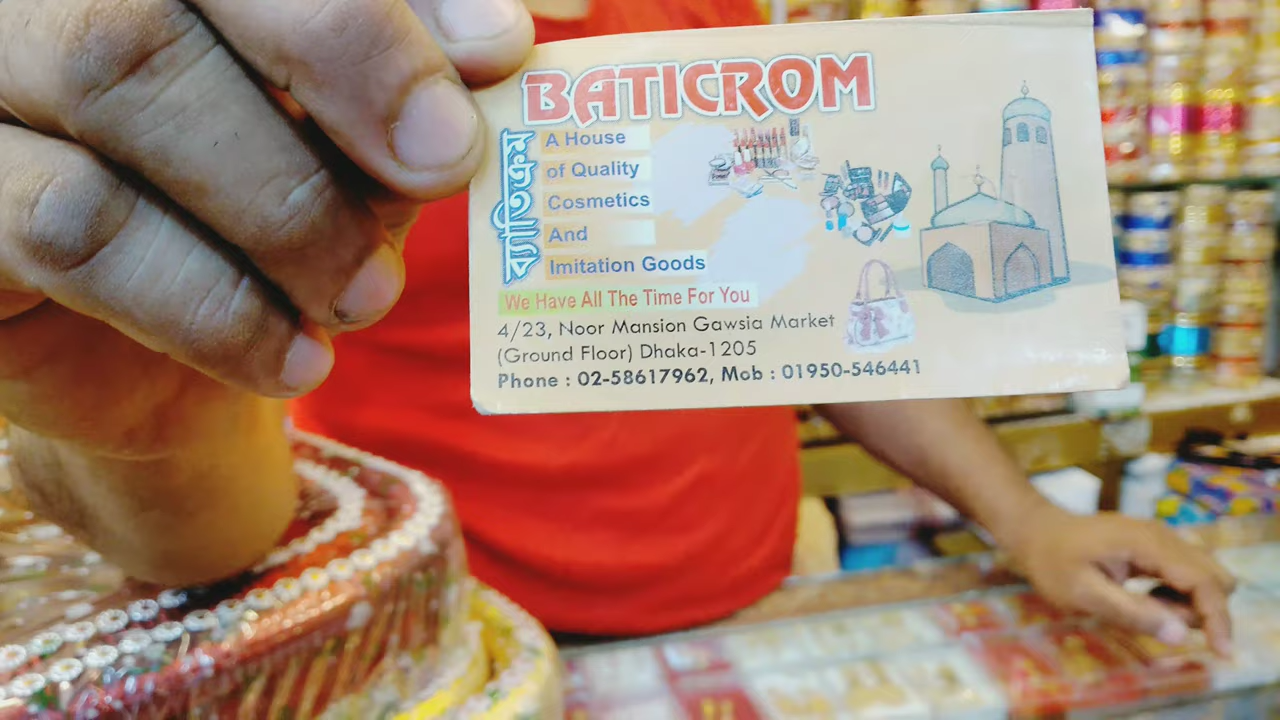 BATICROM
ব্যাতিক্রম
A House
of Quality
Cosmetics
And
Imitation Goods
We Have All The Time For You
4/23, Noor Mansion Gawsia Market
(Ground Floor) Dhaka-1205
Phone : 02-58617962, Mob : 01950-546441